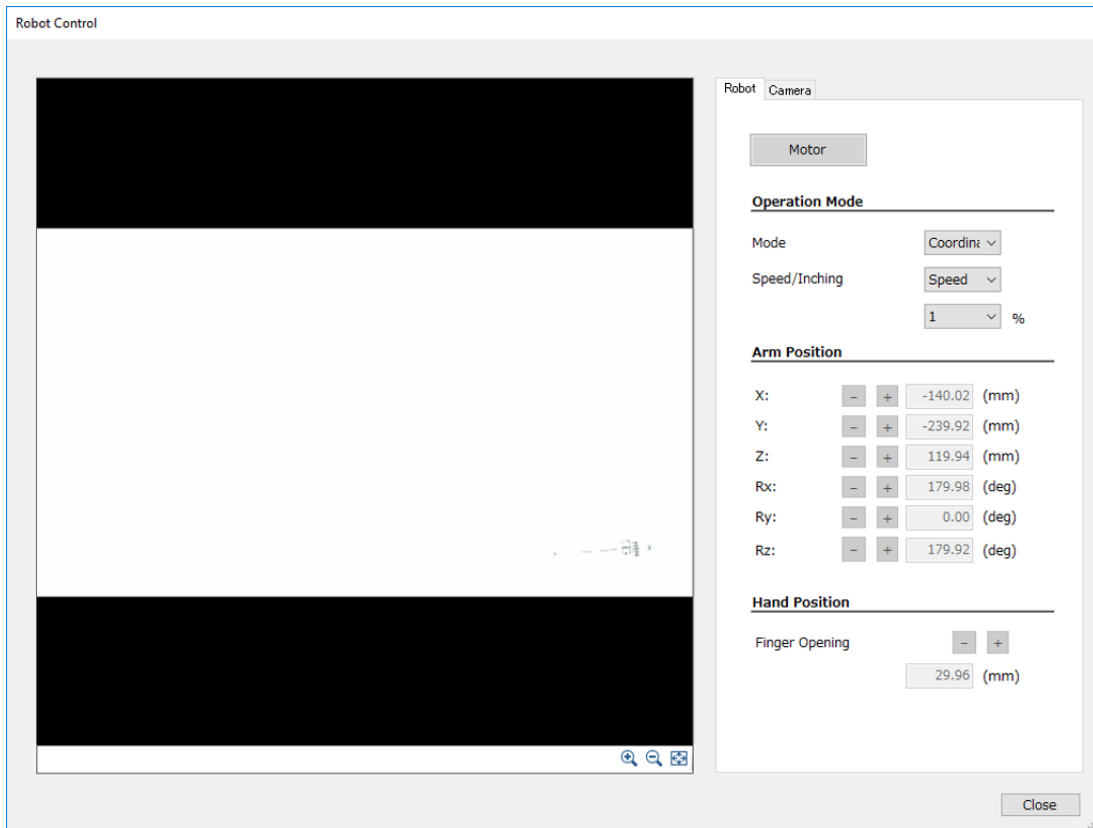 Robot Control
Robot Camera
Motor
Operation Mode
Mode Coordina
Speed/Inching Speed
1 %
Arm Position
X: - + -140.02 (mm)
Y: - + -239.92 (mm)
Z: - + 119.94 (mm)
Rx: - + 179.98 (deg)
Ry: - + 0.00 (deg)
Rz: - + 179.92 (deg)
Hand Position
Finger Opening - +
29.96 (mm)
Close